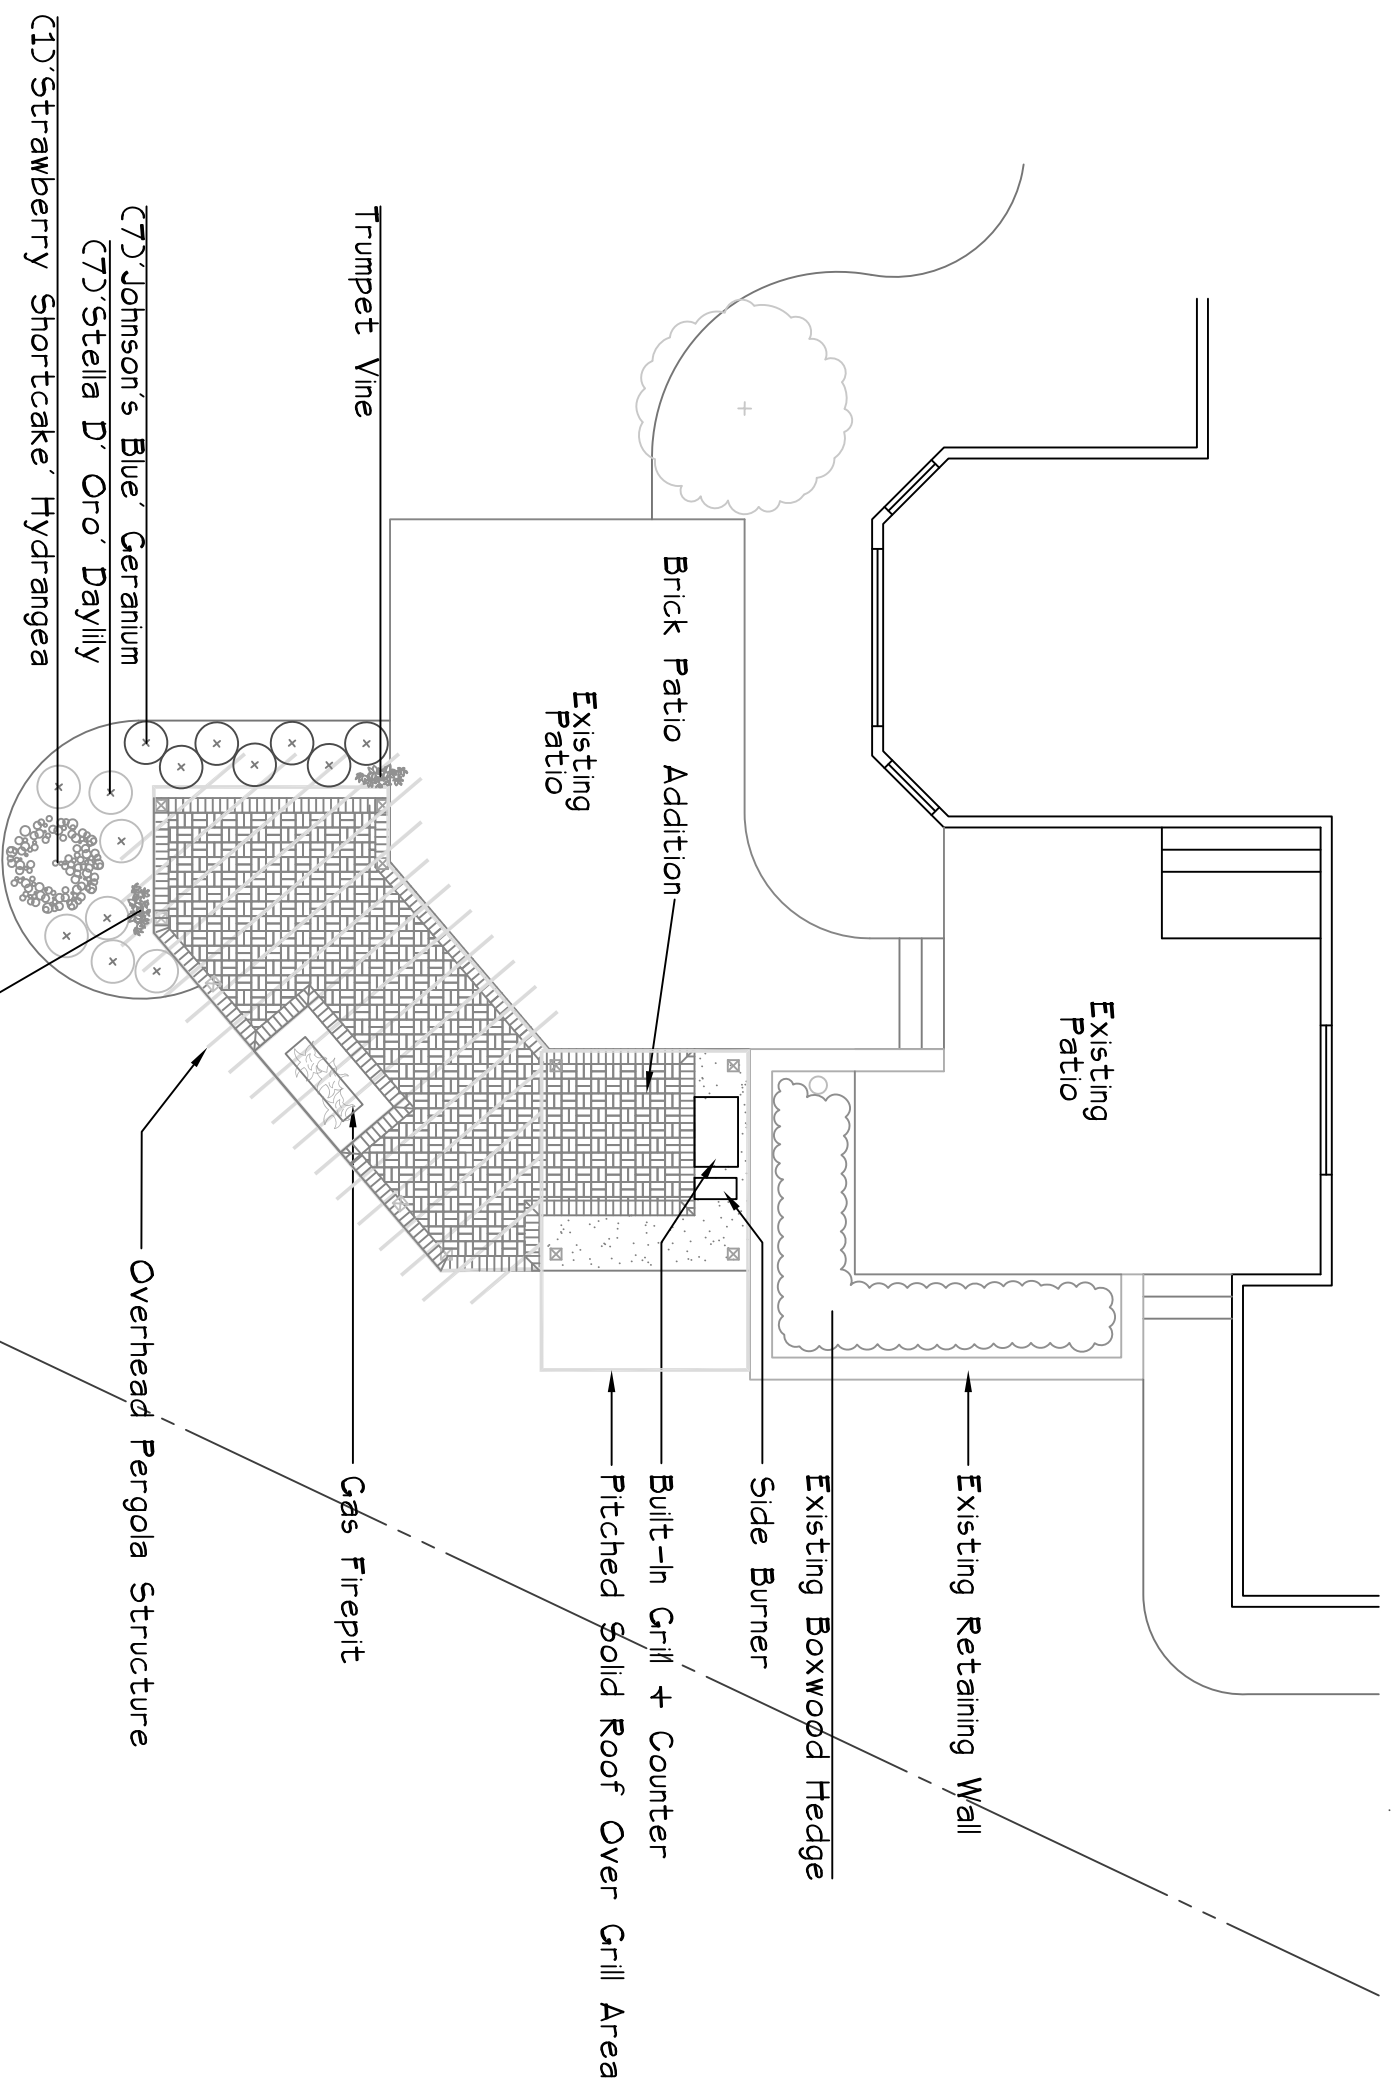 Existing
Patio
Existing
Patio
Brick Patio Addition
Trumpet Vine
(7)'Johnson's Blue' Geranium
(7)'Stella D' Oro' Daylily
(1)'Strawberry Shortcake' Hydrangea
Existing Retaining Wall
Existing Boxwood Hedge
Side Burner
Built-In Grill + Counter
Pitched Solid Roof Over Grill Area
Gas Firepit
Overhead Pergola Structure